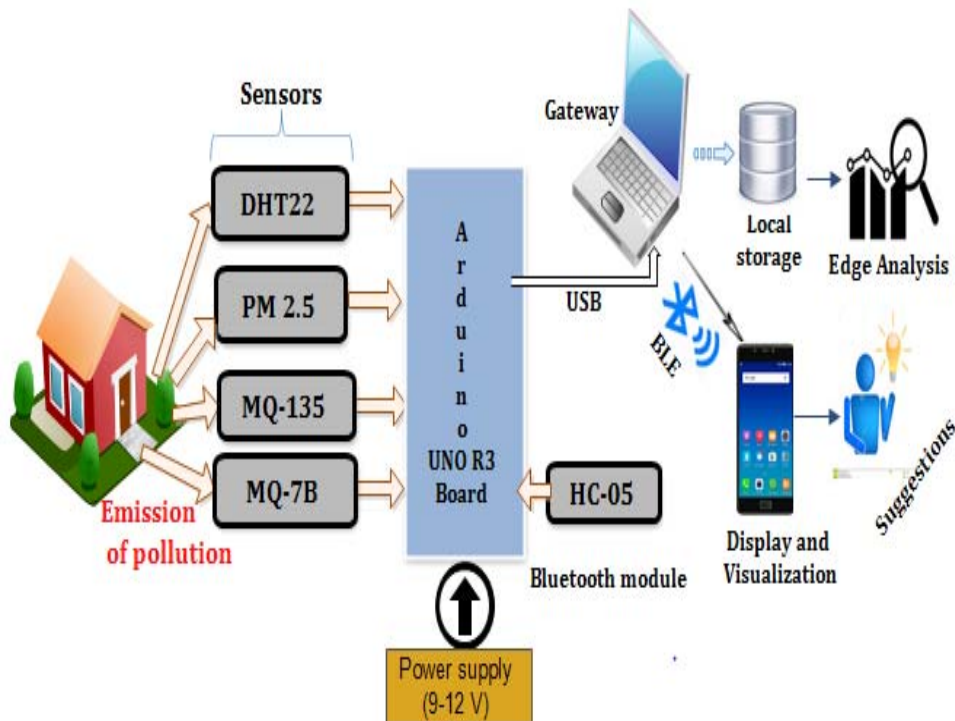 Sensors
Gateway
DHT22
PM 2.5
MQ-135
MQ-7B
Emission
of pollution
Arduino
UNO R3
Board
USB
BLE
HC-05
Bluetooth module
Power supply
(9-12 V)
Local
storage
Edge Analysis
Display and
Visualization
Suggestions